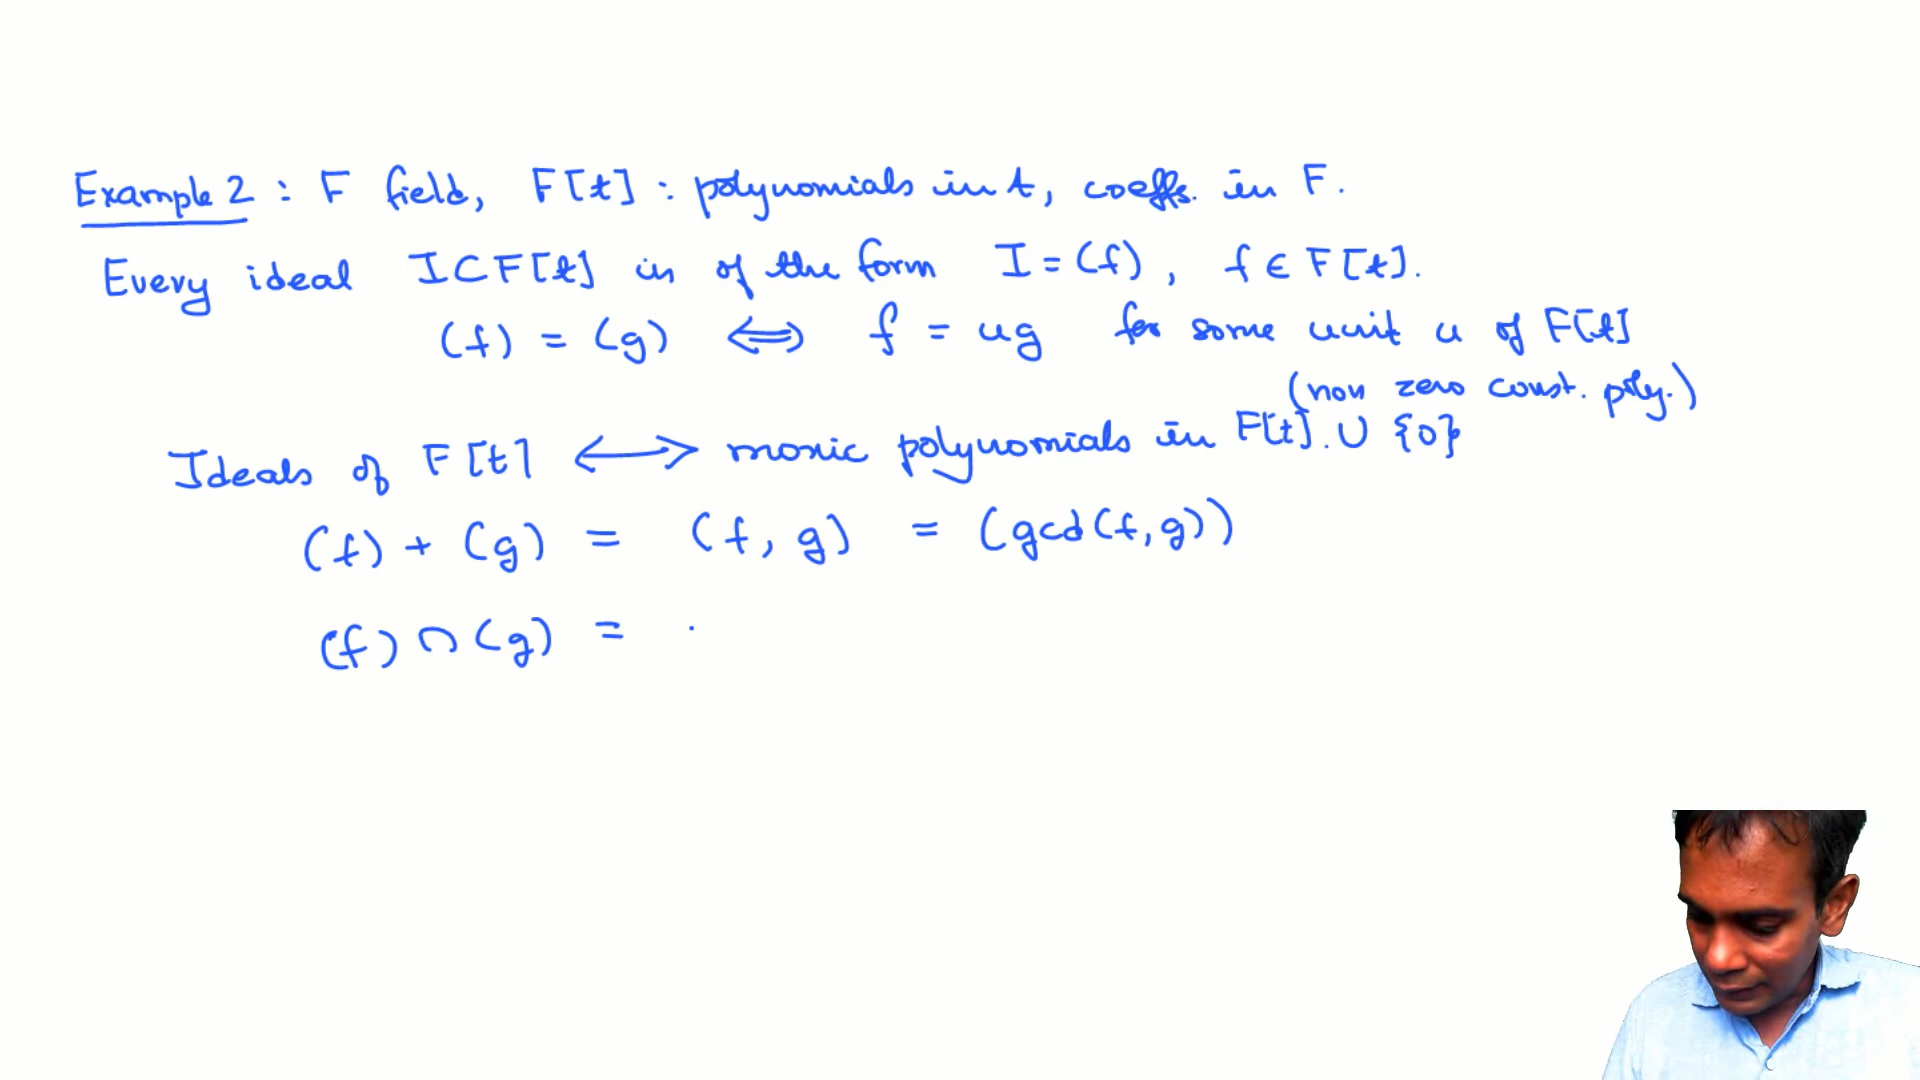 Example 2 : F field, F[t] : polynomials in t, coeffs. in F.
Every ideal I ⊂ F[t] is of the form I = (f), f ∈ F[t].
(f) = (g) ⟺ f = ug for some unit u of F[t]
(non zero const. poly.)
Ideals of F[t] ⟷ monic polynomials in F[t]. ∪ {0}
(f) + (g) = (f, g) = (gcd(f,g))
(f) ∩ (g) =